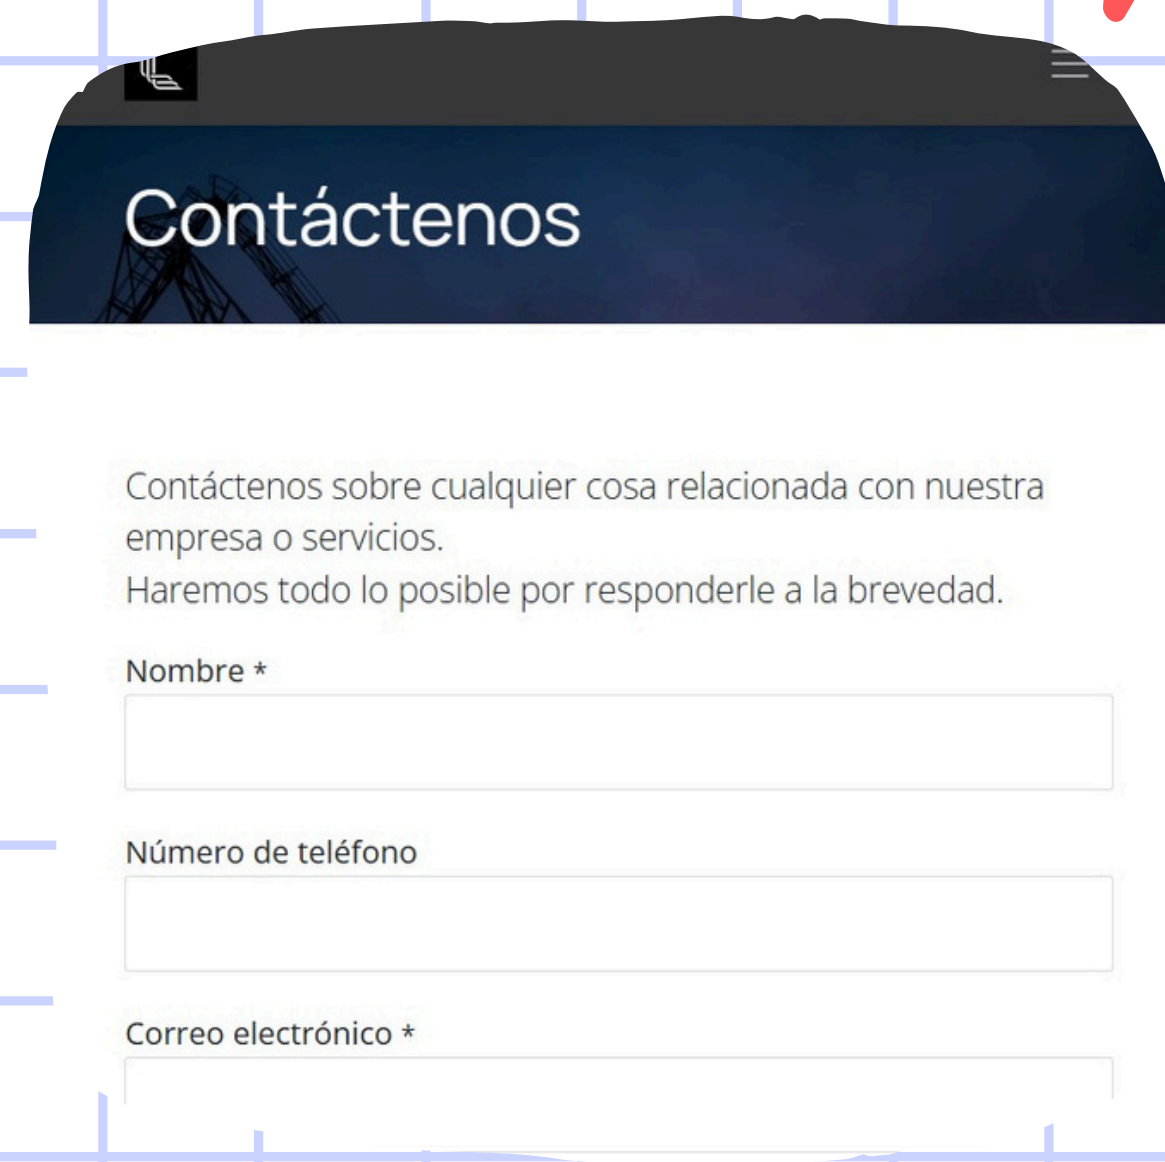 Contáctenos
Contáctenos sobre cualquier cosa relacionada con nuestra
empresa o servicios.
Haremos todo lo posible por responderle a la brevedad.
Nombre *
Número de teléfono
Correo electrónico *